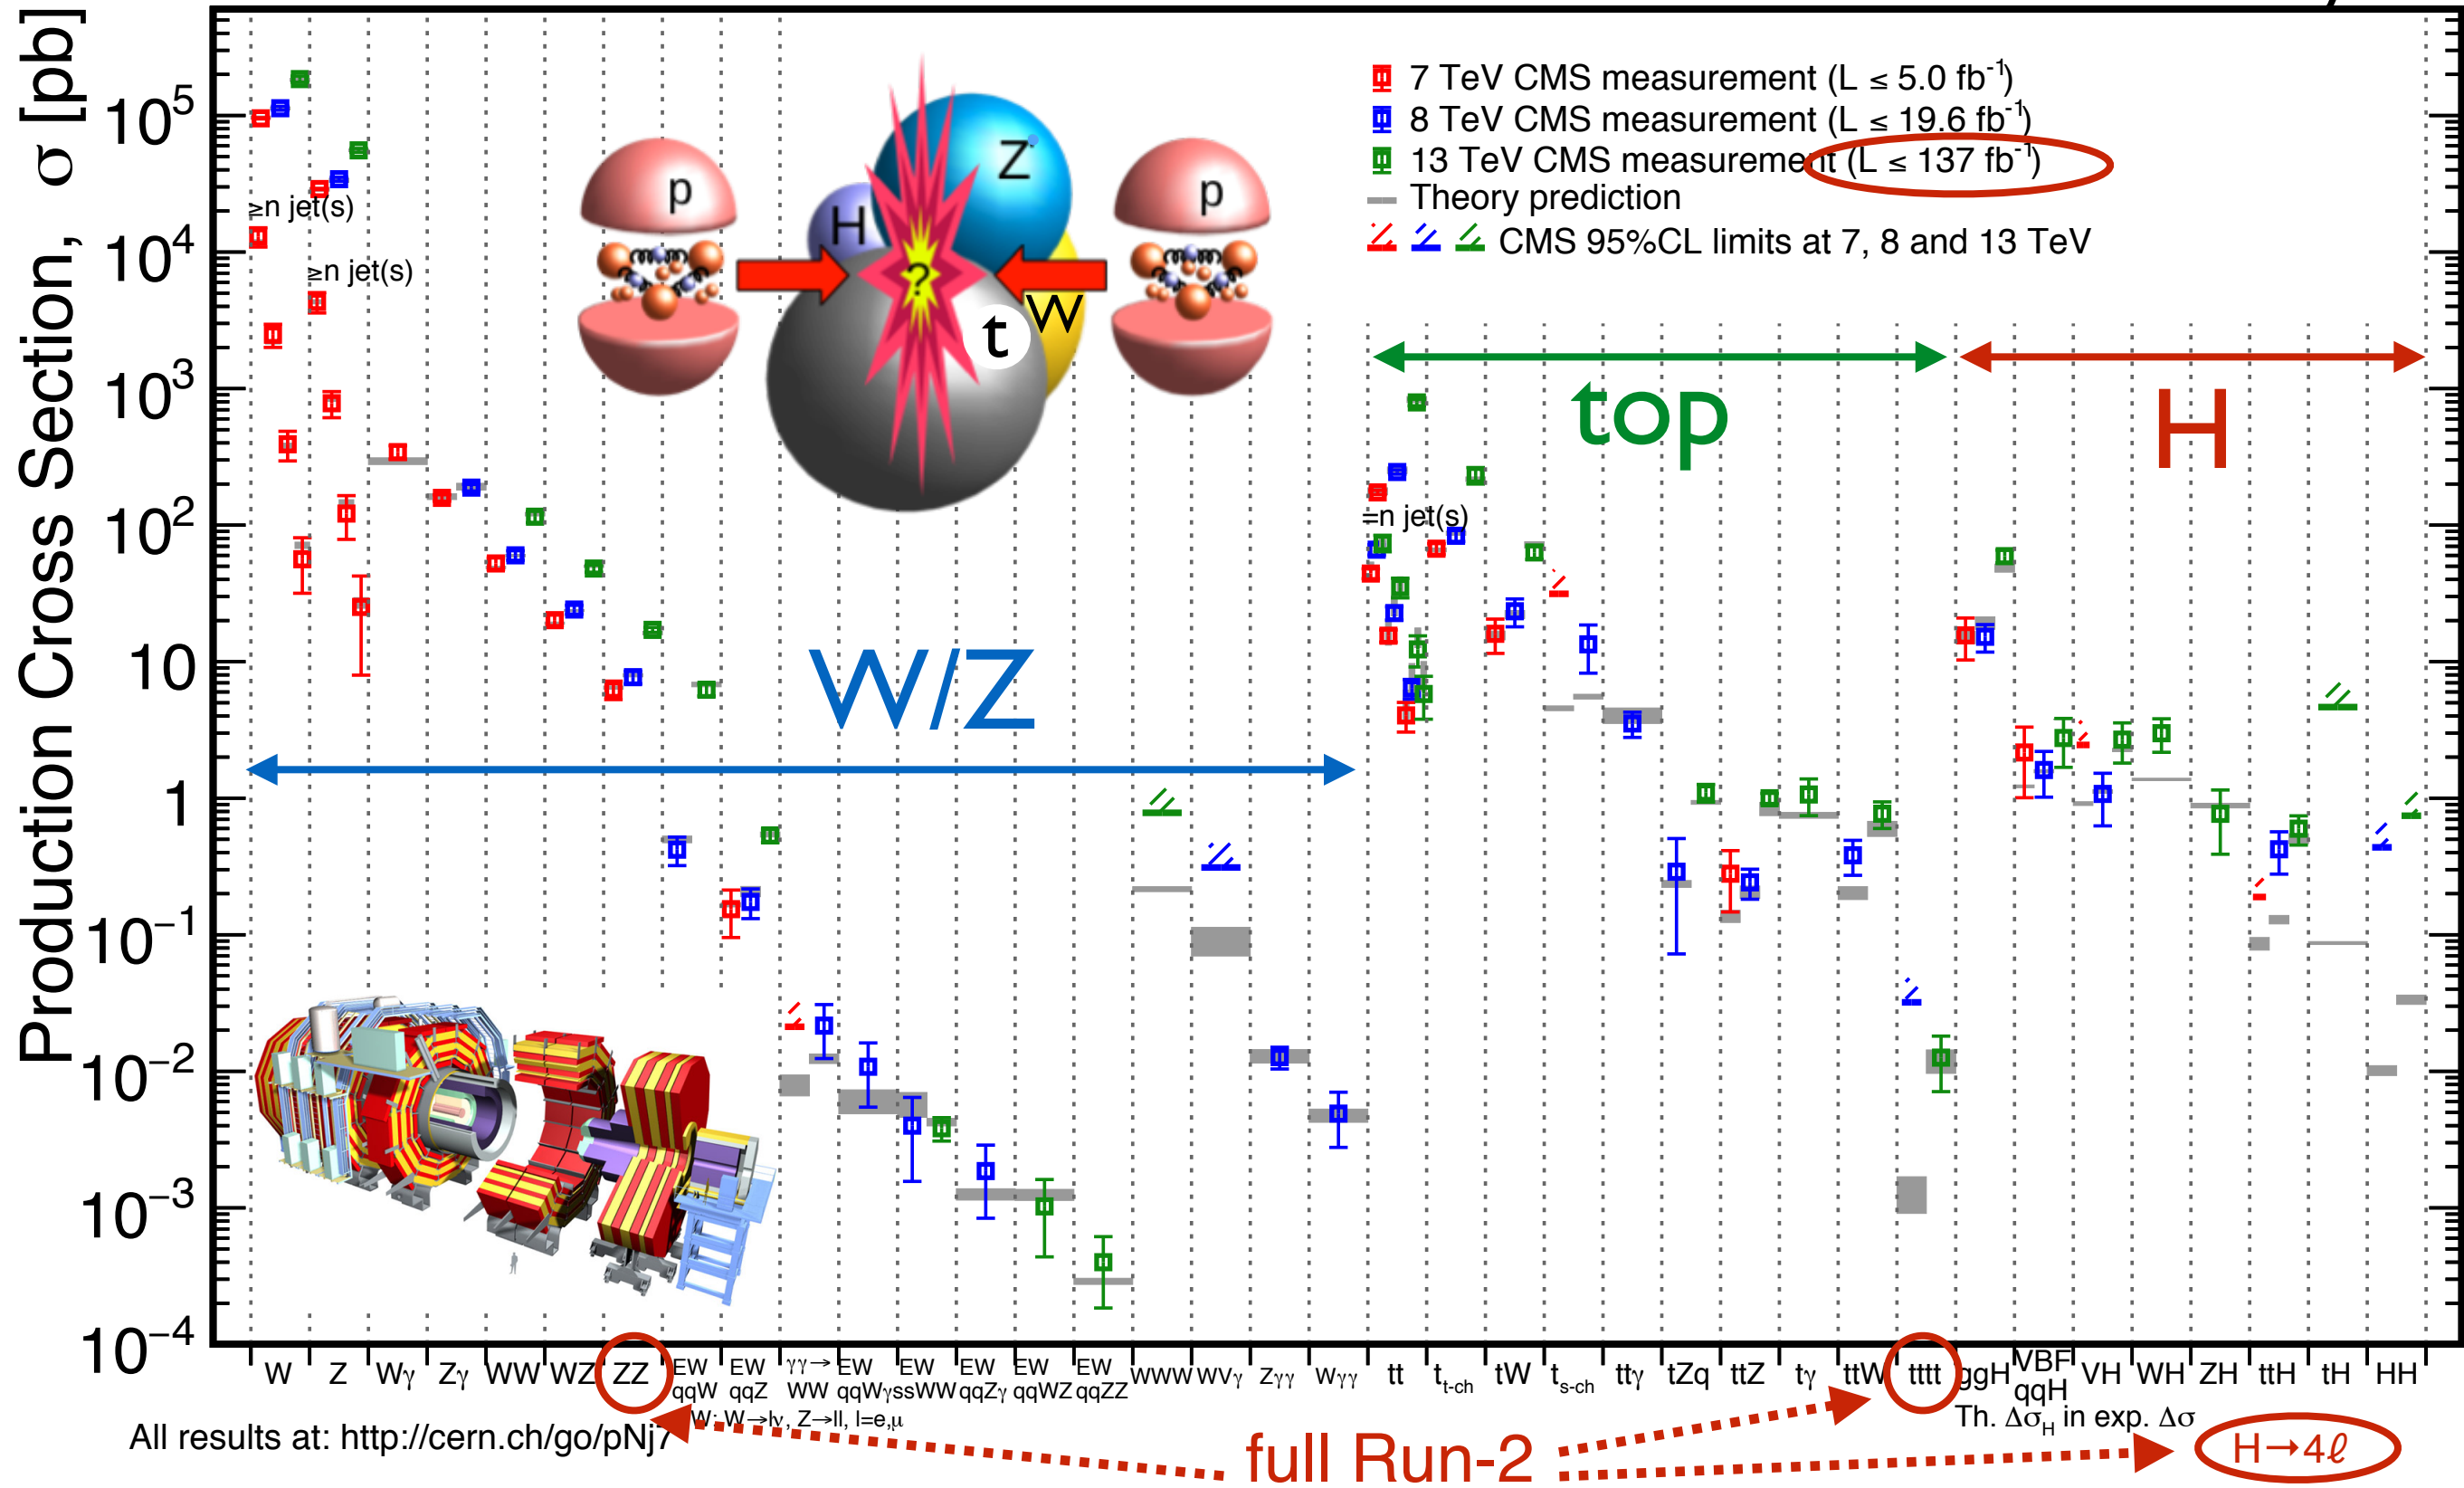 Production Cross Section, σ [pb]
10⁵
10⁴
10³
10²
10
1
10⁻¹
10⁻²
10⁻³
10⁻⁴
7 TeV CMS measurement (L ≤ 5.0 fb⁻¹)
8 TeV CMS measurement (L ≤ 19.6 fb⁻¹)
13 TeV CMS measurement (L ≤ 137 fb⁻¹)
Theory prediction
CMS 95%CL limits at 7, 8 and 13 TeV
≥n jet(s)
≥n jet(s)
p
H
Z
?
t
W
p
top
H
=n jet(s)
W/Z
W Z Wγ Zγ WW WZ ZZ EW qqW EW qqZ γγ→WW EW qqWγ EW ssWW EW qqZγ EW qqWZ EW qqZZ WWW WVγ Zγγ Wγγ tt t t-ch tW t s-ch ttγ tZq ttZ tγ ttW tttt ggH VBF qqH VH WH ZH ttH tH HH
W: W→lν, Z→ll, l=e,μ
Th. Δσ_H in exp. Δσ
All results at: http://cern.ch/go/pNj7
full Run-2
H→4ℓ